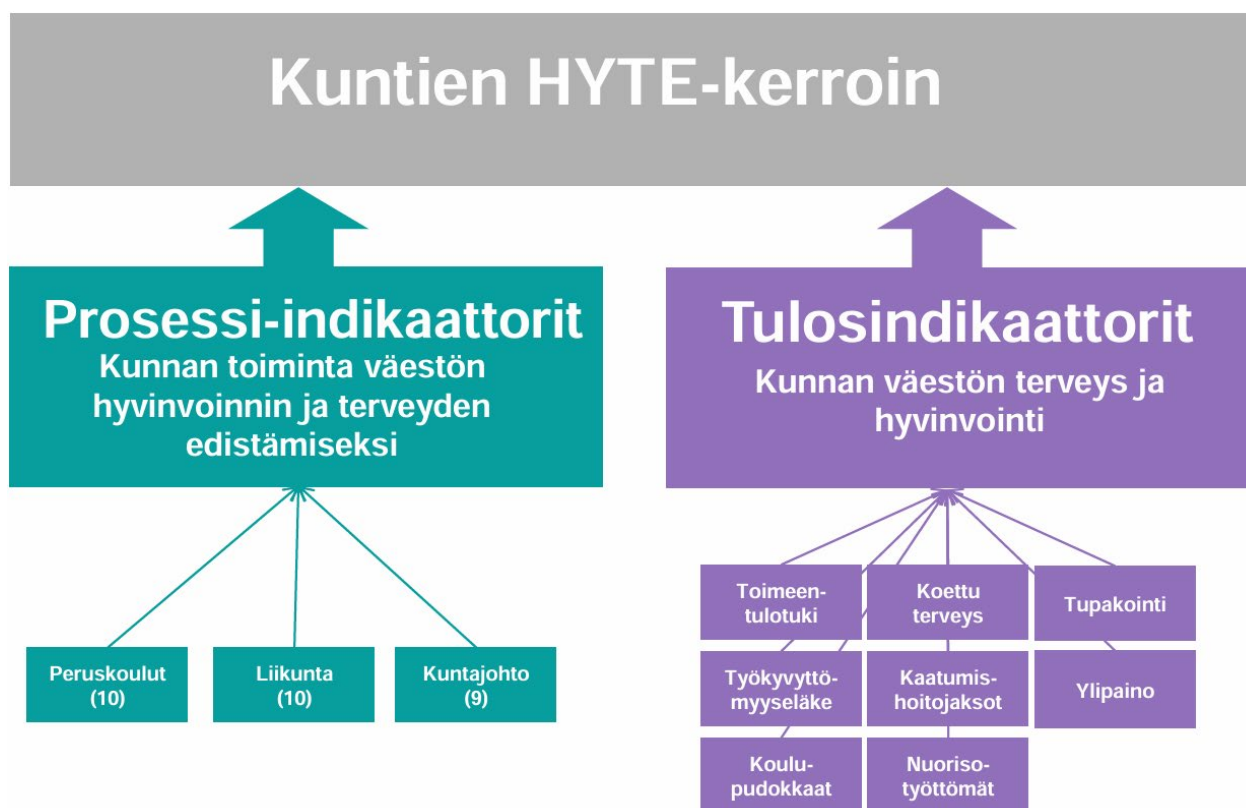 Kuntien HYTE-kerroin
Prosessi-indikaattorit
Kunnan toiminta väestön
hyvinvoinnin ja terveyden
edistämiseksi
Tulosindikaattorit
Kunnan väestön terveys ja
hyvinvointi
Peruskoulut
(10)
Liikunta
(10)
Kuntajohto
(9)
Toimeen-
tulotuki
Koettu
terveys
Tupakointi
Työkyvyttö-
myyseläke
Kaatumis-
hoitojaksot
Ylipaino
Koulu-
pudokkaat
Nuoriso-
työttömät